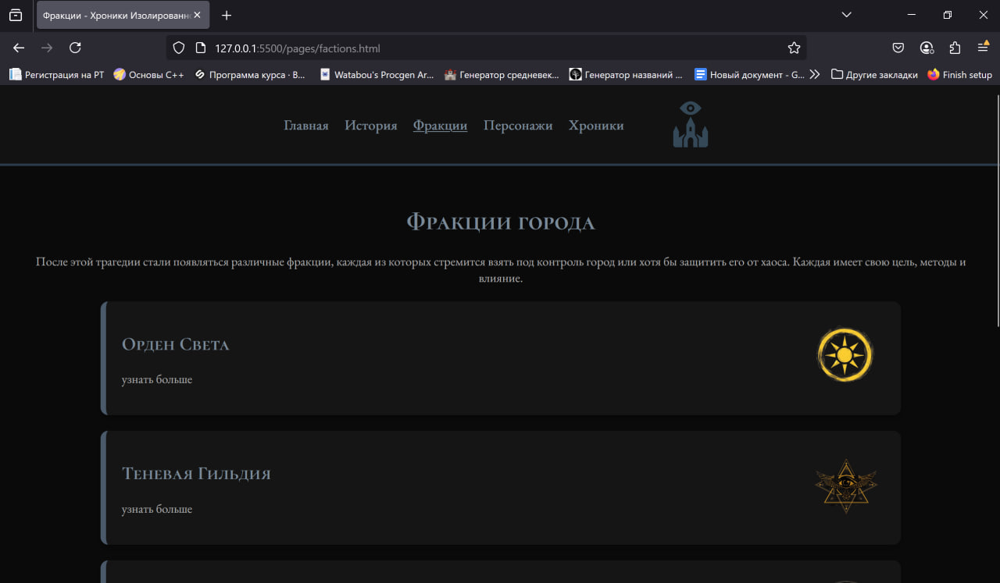 Фракции - Хроники Изолированн
127.0.0.1:5500/pages/factions.html
Регистрация на РТ Основы C++ Программа курса · В... Watabou's Procgen Ar... Генератор средневек... Генератор названий ... Новый документ - G... Другие закладки Finish setup
Главная История Фракции Персонажи Хроники
Фракции города
После этой трагедии стали появляться различные фракции, каждая из которых стремится взять под контроль город или хотя бы защитить его от хаоса. Каждая имеет свою цель, методы и
влияние.
Орден Света
узнать больше
Теневая Гильдия
узнать больше